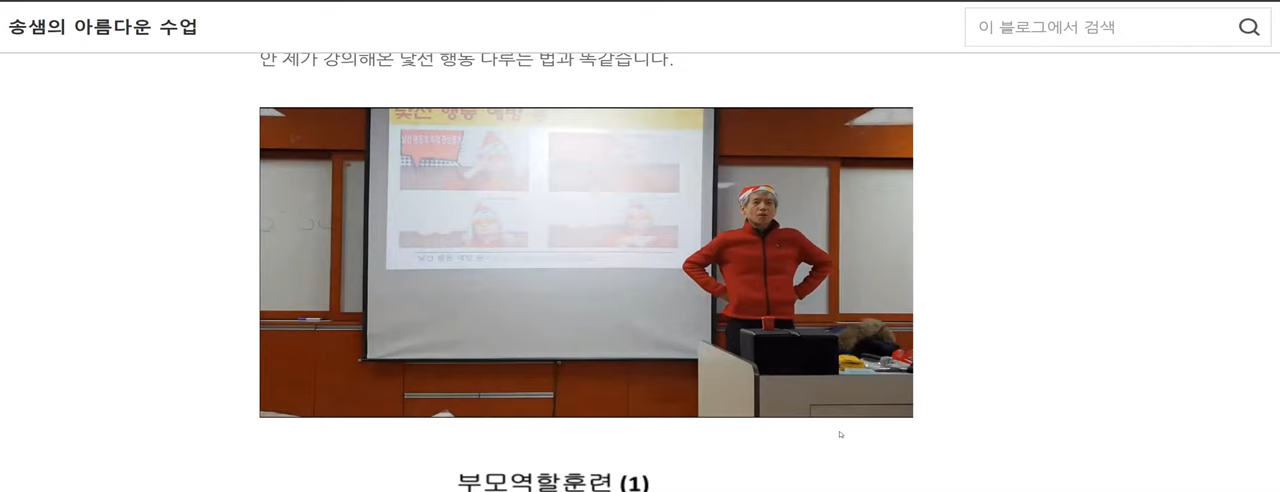 송샘의 아름다운 수업
이 블로그에서 검색
안 제가 강의해온 낯선 행동 다루는 법과 똑같습니다.
낯선 행동 예방
부모역할훈련 (1)